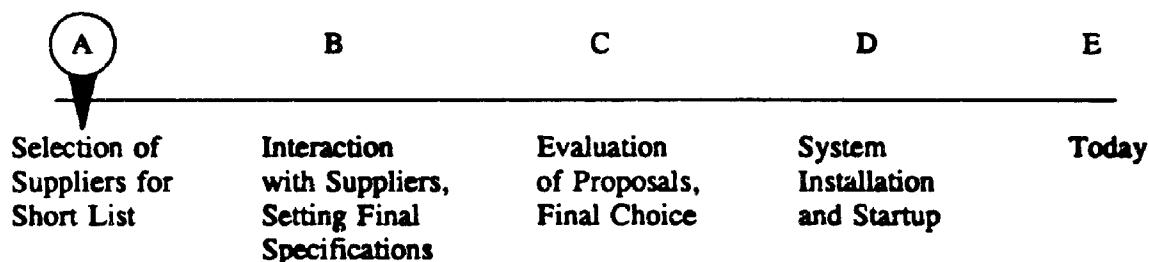 A B C D E
Selection of Interaction Evaluation System Today
Suppliers for with Suppliers, of Proposals, Installation
Short List Setting Final Final Choice and Startup
Specifications